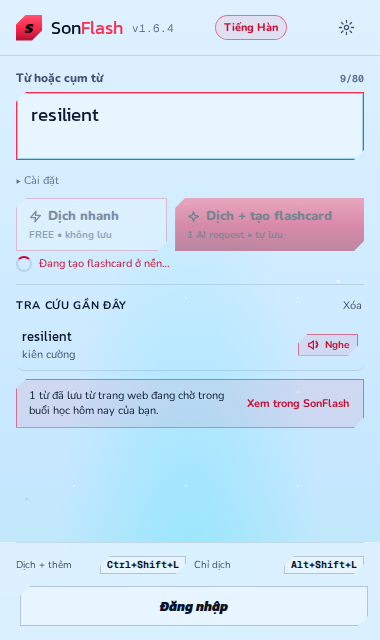 S SonFlash v1.6.4 Tiếng Hàn
Từ hoặc cụm từ 9/80
resilient
▸ Cài đặt
Dịch nhanh
FREE • không lưu
Dịch + tạo flashcard
1 AI request • tự lưu
Đang tạo flashcard ở nền...
TRA CỨU GẦN ĐÂY Xóa
resilient
kiên cường
Nghe
1 từ đã lưu từ trang web đang chờ trong
buổi học hôm nay của bạn.
Xem trong SonFlash
Dịch + thêm Ctrl+Shift+L Chỉ dịch Alt+Shift+L
Đăng nhập